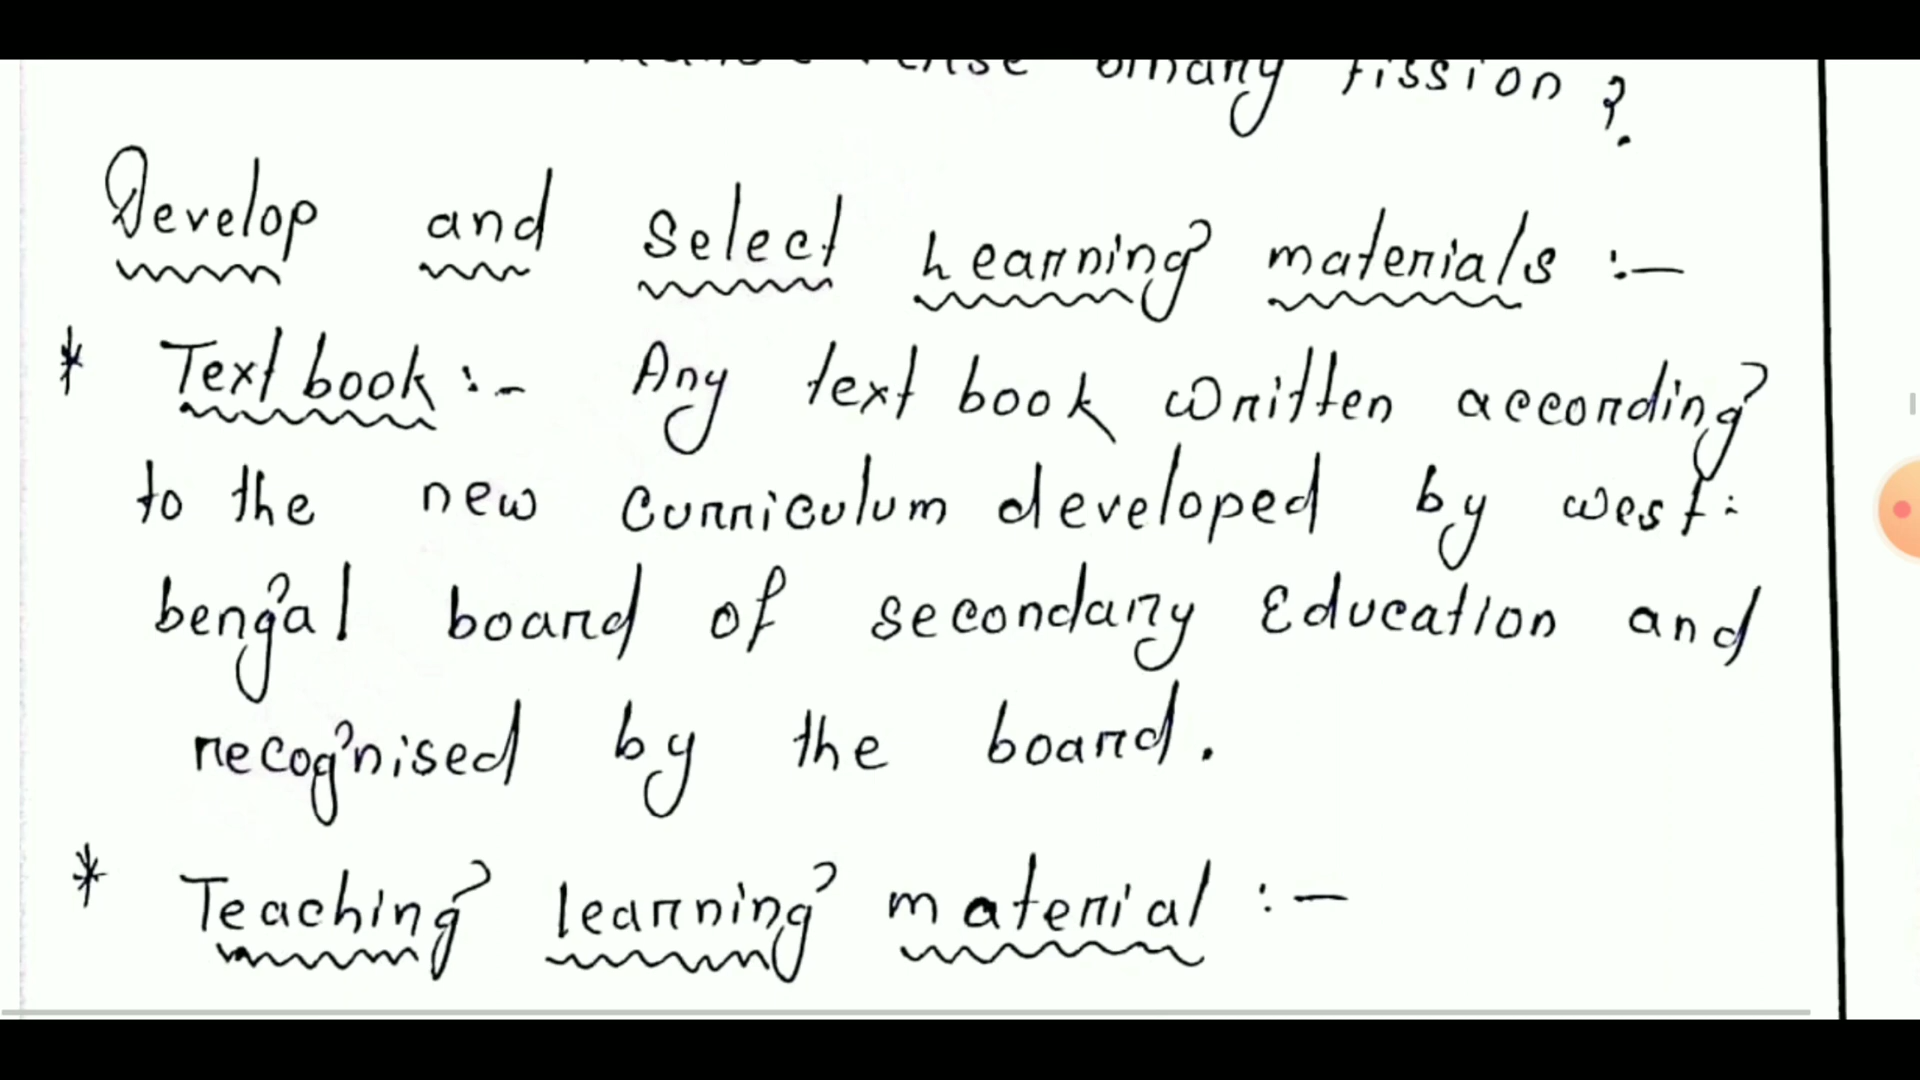 binary fission ?
Develop and select Learning materials :-
* Text book :- Any text book written according
to the new curriculum developed by west:
bengal board of secondary Education and
recognised by the board.
* Teaching learning material :-